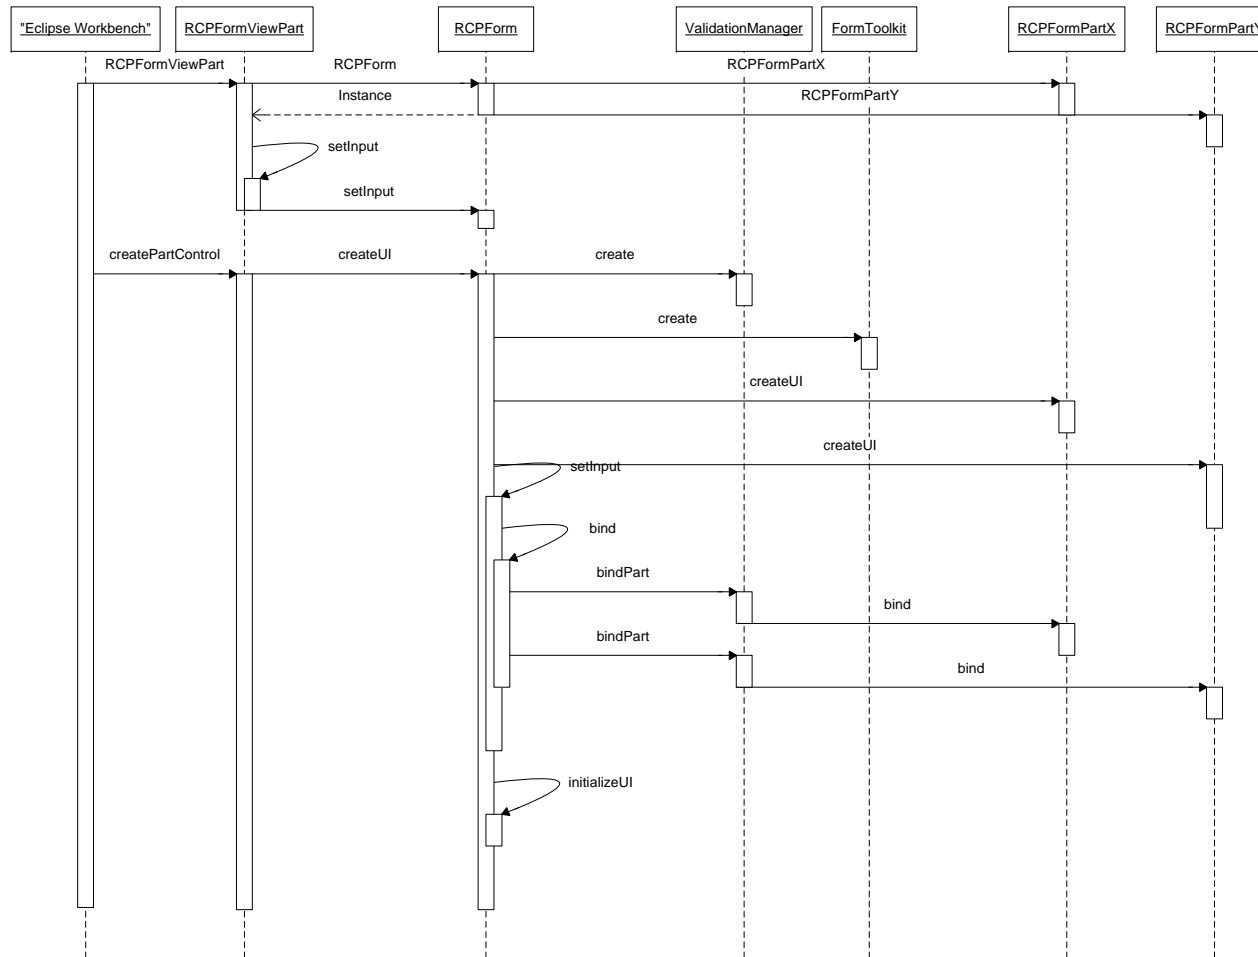 "Eclipse Workbench"
RCPFormViewPart
RCPForm
ValidationManager
FormToolkit
RCPFormPartX
RCPFormPartY
RCPFormViewPart
RCPForm
RCPFormPartX
Instance
RCPFormPartY
setInput
setInput
createPartControl
createUI
create
create
createUI
createUI
setInput
bind
bindPart
bind
bindPart
bind
initializeUI